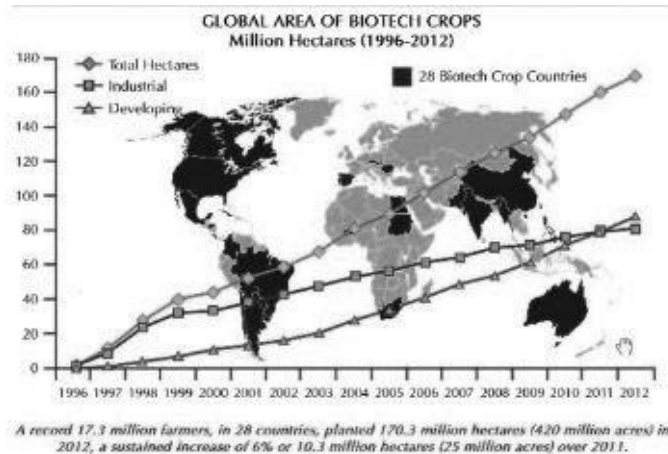 GLOBAL AREA OF BIOTECH CROPS
Million Hectares (1996-2012)
180
160
140
120
100
80
60
40
20
0
Total Hectares
Industrial
Developing
28 Biotech Crop Countries
1996 1997 1998 1999 2000 2001 2002 2003 2004 2005 2006 2007 2008 2009 2010 2011 2012
A record 17.3 million farmers, in 28 countries, planted 170.3 million hectares (420 million acres) in
2012, a sustained increase of 6% or 10.3 million hectares (25 million acres) over 2011.